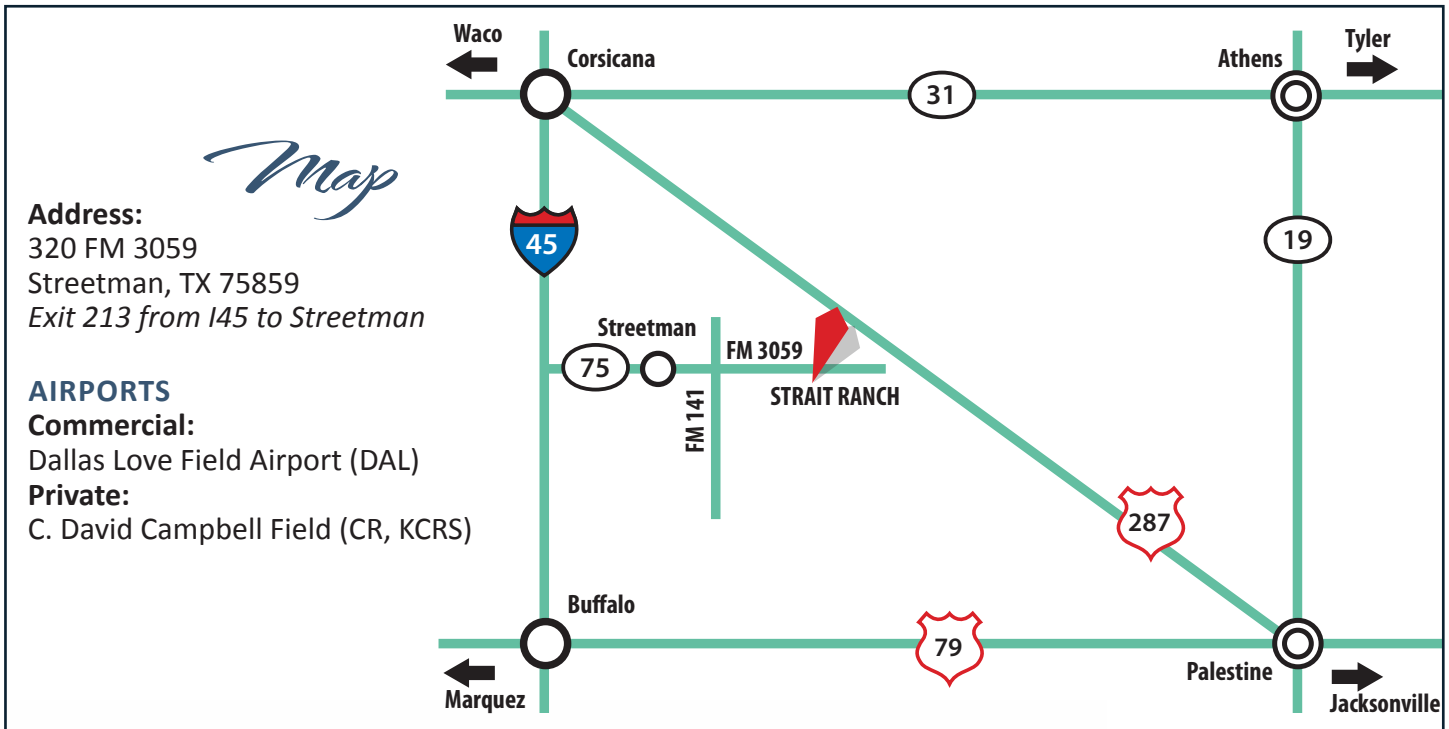 Map
Address:
320 FM 3059
Streetman, TX 75859
Exit 213 from I45 to Streetman
AIRPORTS
Commercial:
Dallas Love Field Airport (DAL)
Private:
C. David Campbell Field (CR, KCRS)
Waco
Corsicana
Athens
Tyler
31
45
19
Streetman
75
FM 3059
FM 141
STRAIT RANCH
287
Buffalo
79
Palestine
Marquez
Jacksonville